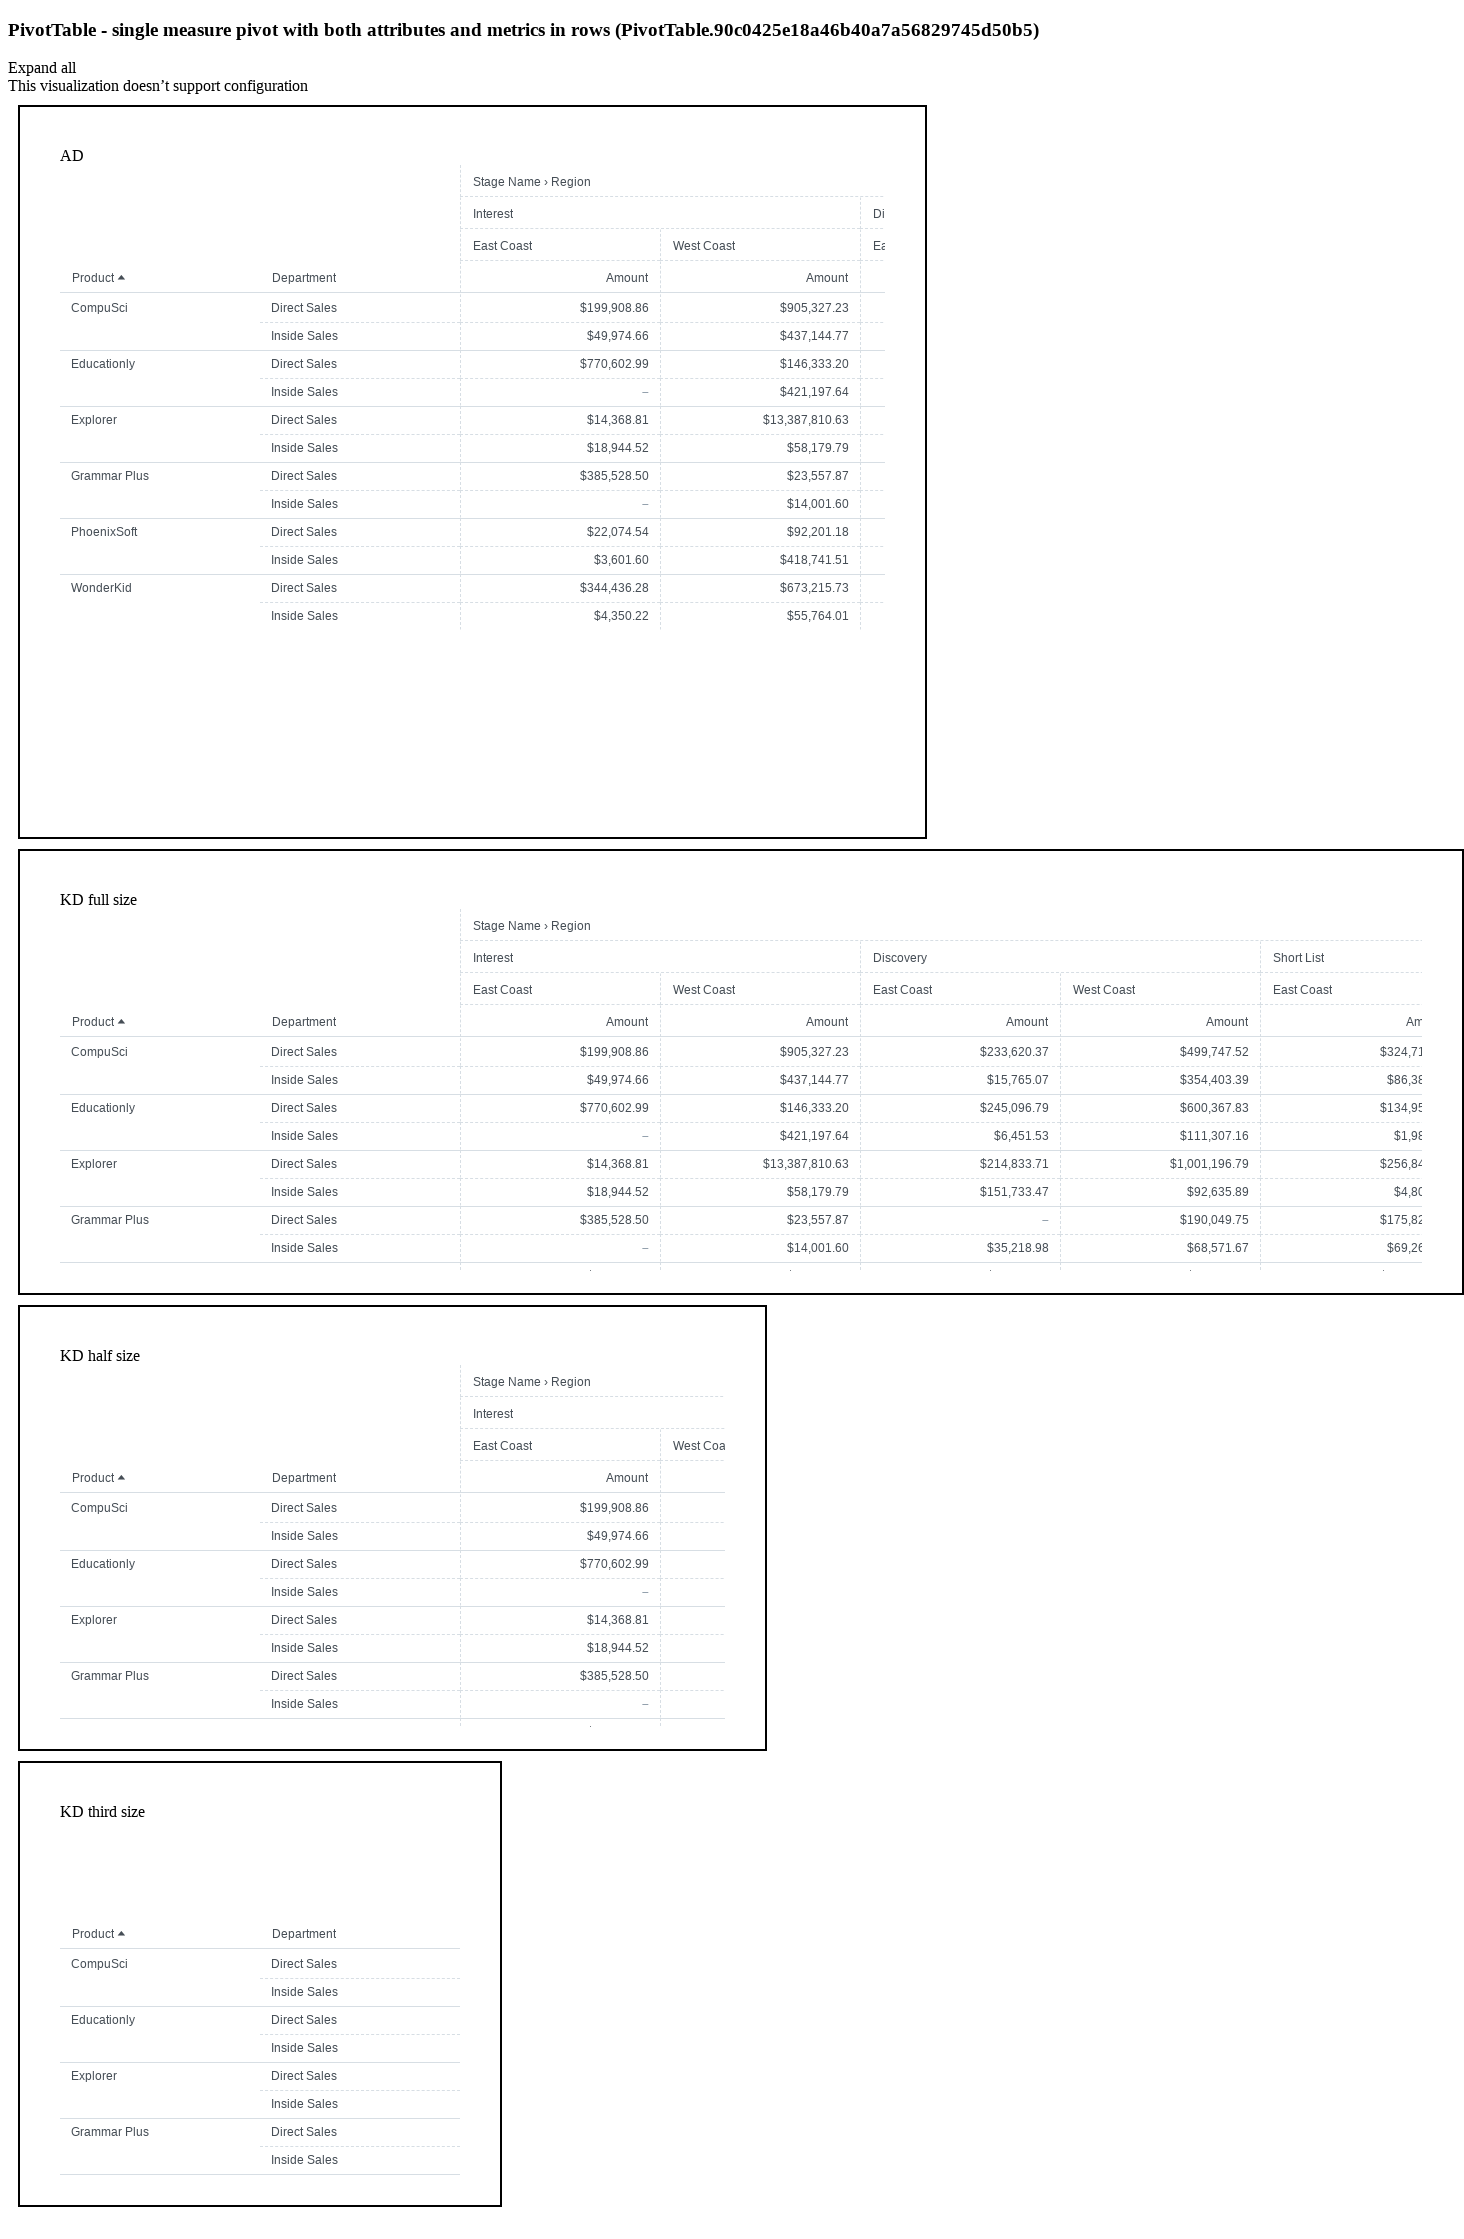 PivotTable - single measure pivot with both attributes and metrics in rows (PivotTable.90c0425e18a46b40a7a56829745d50b5)
Expand all
This visualization doesn’t support configuration
AD
Stage Name › Region
Interest Di
East Coast West Coast Ea
Product Department Amount Amount
CompuSci Direct Sales $199,908.86 $905,327.23
Inside Sales $49,974.66 $437,144.77
Educationly Direct Sales $770,602.99 $146,333.20
Inside Sales – $421,197.64
Explorer Direct Sales $14,368.81 $13,387,810.63
Inside Sales $18,944.52 $58,179.79
Grammar Plus Direct Sales $385,528.50 $23,557.87
Inside Sales – $14,001.60
PhoenixSoft Direct Sales $22,074.54 $92,201.18
Inside Sales $3,601.60 $418,741.51
WonderKid Direct Sales $344,436.28 $673,215.73
Inside Sales $4,350.22 $55,764.01
KD full size
Stage Name › Region
Interest Discovery Short List
East Coast West Coast East Coast West Coast East Coast
Product Department Amount Amount Amount Amount Am
CompuSci Direct Sales $199,908.86 $905,327.23 $233,620.37 $499,747.52 $324,71
Inside Sales $49,974.66 $437,144.77 $15,765.07 $354,403.39 $86,38
Educationly Direct Sales $770,602.99 $146,333.20 $245,096.79 $600,367.83 $134,95
Inside Sales – $421,197.64 $6,451.53 $111,307.16 $1,98
Explorer Direct Sales $14,368.81 $13,387,810.63 $214,833.71 $1,001,196.79 $256,84
Inside Sales $18,944.52 $58,179.79 $151,733.47 $92,635.89 $4,80
Grammar Plus Direct Sales $385,528.50 $23,557.87 – $190,049.75 $175,82
Inside Sales – $14,001.60 $35,218.98 $68,571.67 $69,26
KD half size
Stage Name › Region
Interest
East Coast West Coa
Product Department Amount
CompuSci Direct Sales $199,908.86
Inside Sales $49,974.66
Educationly Direct Sales $770,602.99
Inside Sales –
Explorer Direct Sales $14,368.81
Inside Sales $18,944.52
Grammar Plus Direct Sales $385,528.50
Inside Sales –
KD third size
Product Department
CompuSci Direct Sales
Inside Sales
Educationly Direct Sales
Inside Sales
Explorer Direct Sales
Inside Sales
Grammar Plus Direct Sales
Inside Sales